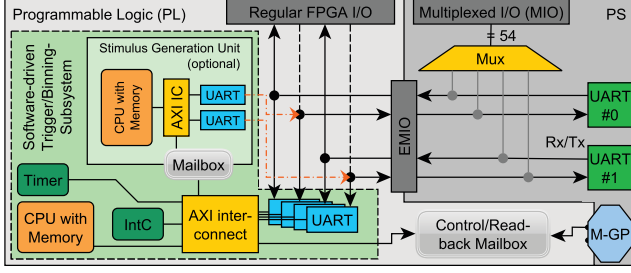 Programmable Logic (PL)
Regular FPGA I/O
Multiplexed I/O (MIO)
PS
54
Mux
Stimulus Generation Unit
(optional)
Software-driven
Trigger/Binning-
Subsystem
CPU with
Memory
AXI IC
UART
UART
Mailbox
EMIO
UART
#0
Rx/Tx
UART
#1
Timer
CPU with
Memory
IntC
AXI inter-
connect
UART
Control/Read-
back Mailbox
M-GP